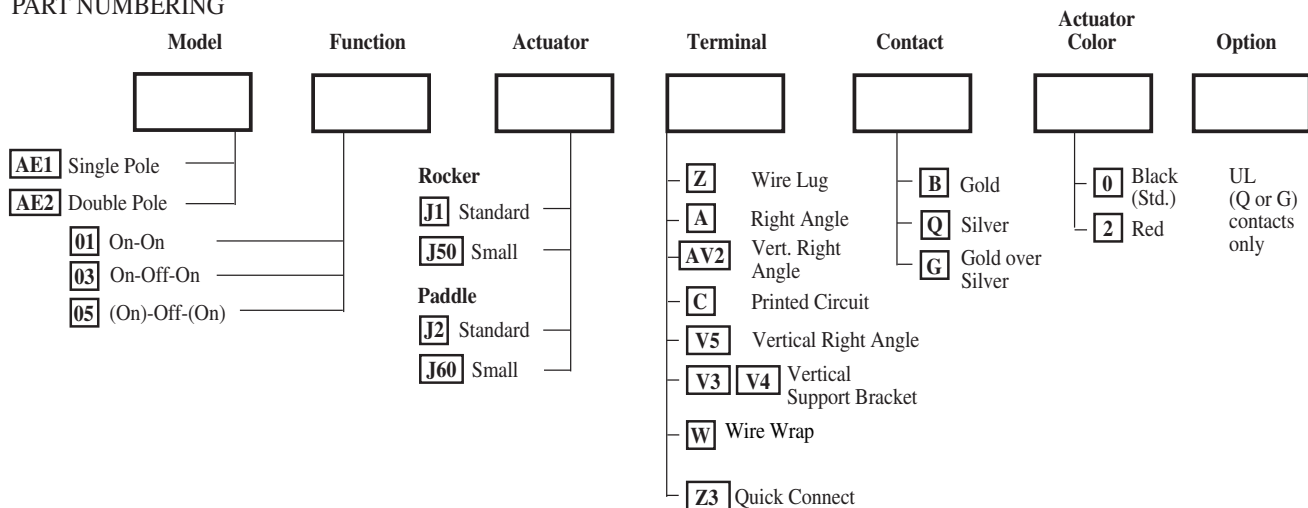 PART NUMBERING
Model Function Actuator Terminal Contact Actuator Color Option
AE1 Single Pole
AE2 Double Pole
01 On-On
03 On-Off-On
05 (On)-Off-(On)
Rocker
J1 Standard
J50 Small
Paddle
J2 Standard
J60 Small
Z Wire Lug
A Right Angle
AV2 Vert. Right
Angle
C Printed Circuit
V5 Vertical Right Angle
V3 V4 Vertical
Support Bracket
W Wire Wrap
Z3 Quick Connect
B Gold
Q Silver
G Gold over
Silver
0 Black
(Std.)
2 Red
UL
(Q or G)
contacts
only